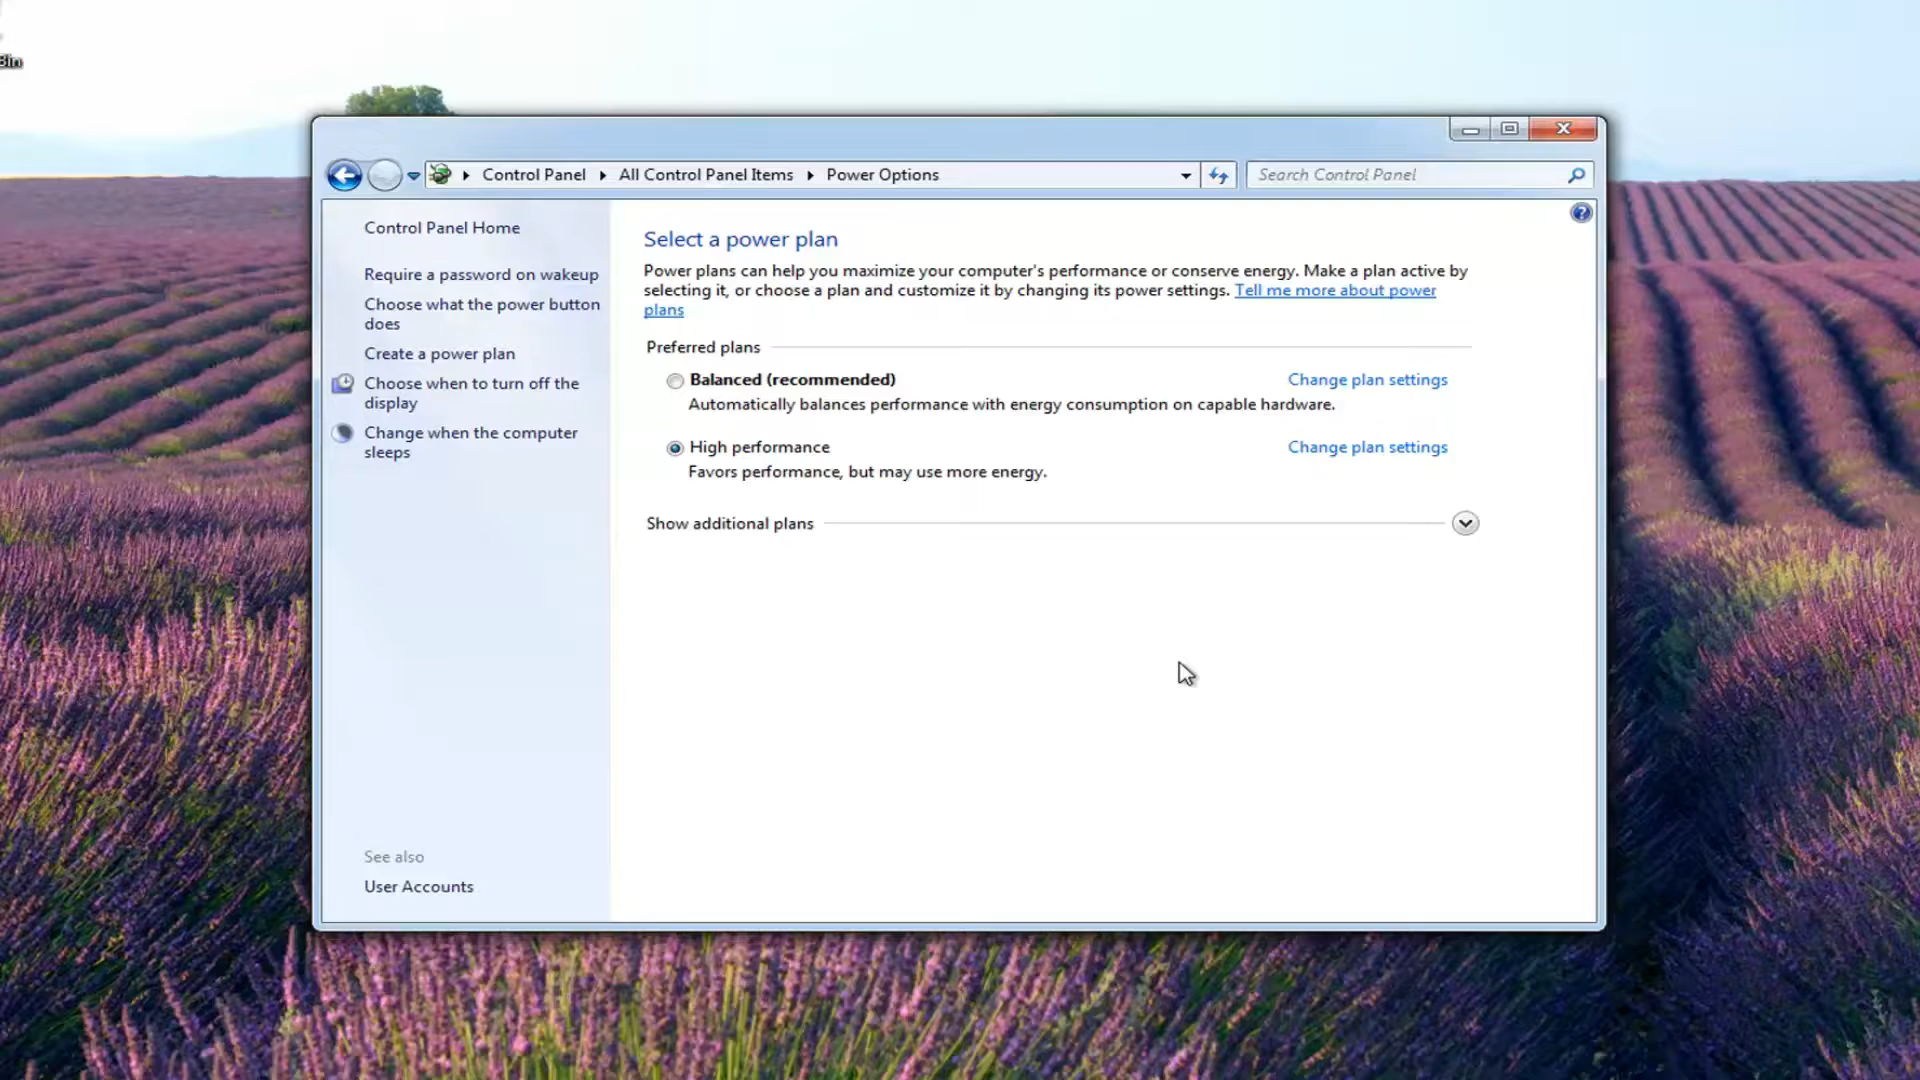 Bin
Control Panel
All Control Panel Items
Power Options
Search Control Panel
?
Control Panel Home
Require a password on wakeup
Choose what the power button
does
Create a power plan
Choose when to turn off the
display
Change when the computer
sleeps
See also
User Accounts
Select a power plan
Power plans can help you maximize your computer's performance or conserve energy. Make a plan active by
selecting it, or choose a plan and customize it by changing its power settings. Tell me more about power
plans
Preferred plans
Balanced (recommended)
Change plan settings
Automatically balances performance with energy consumption on capable hardware.
High performance
Change plan settings
Favors performance, but may use more energy.
Show additional plans